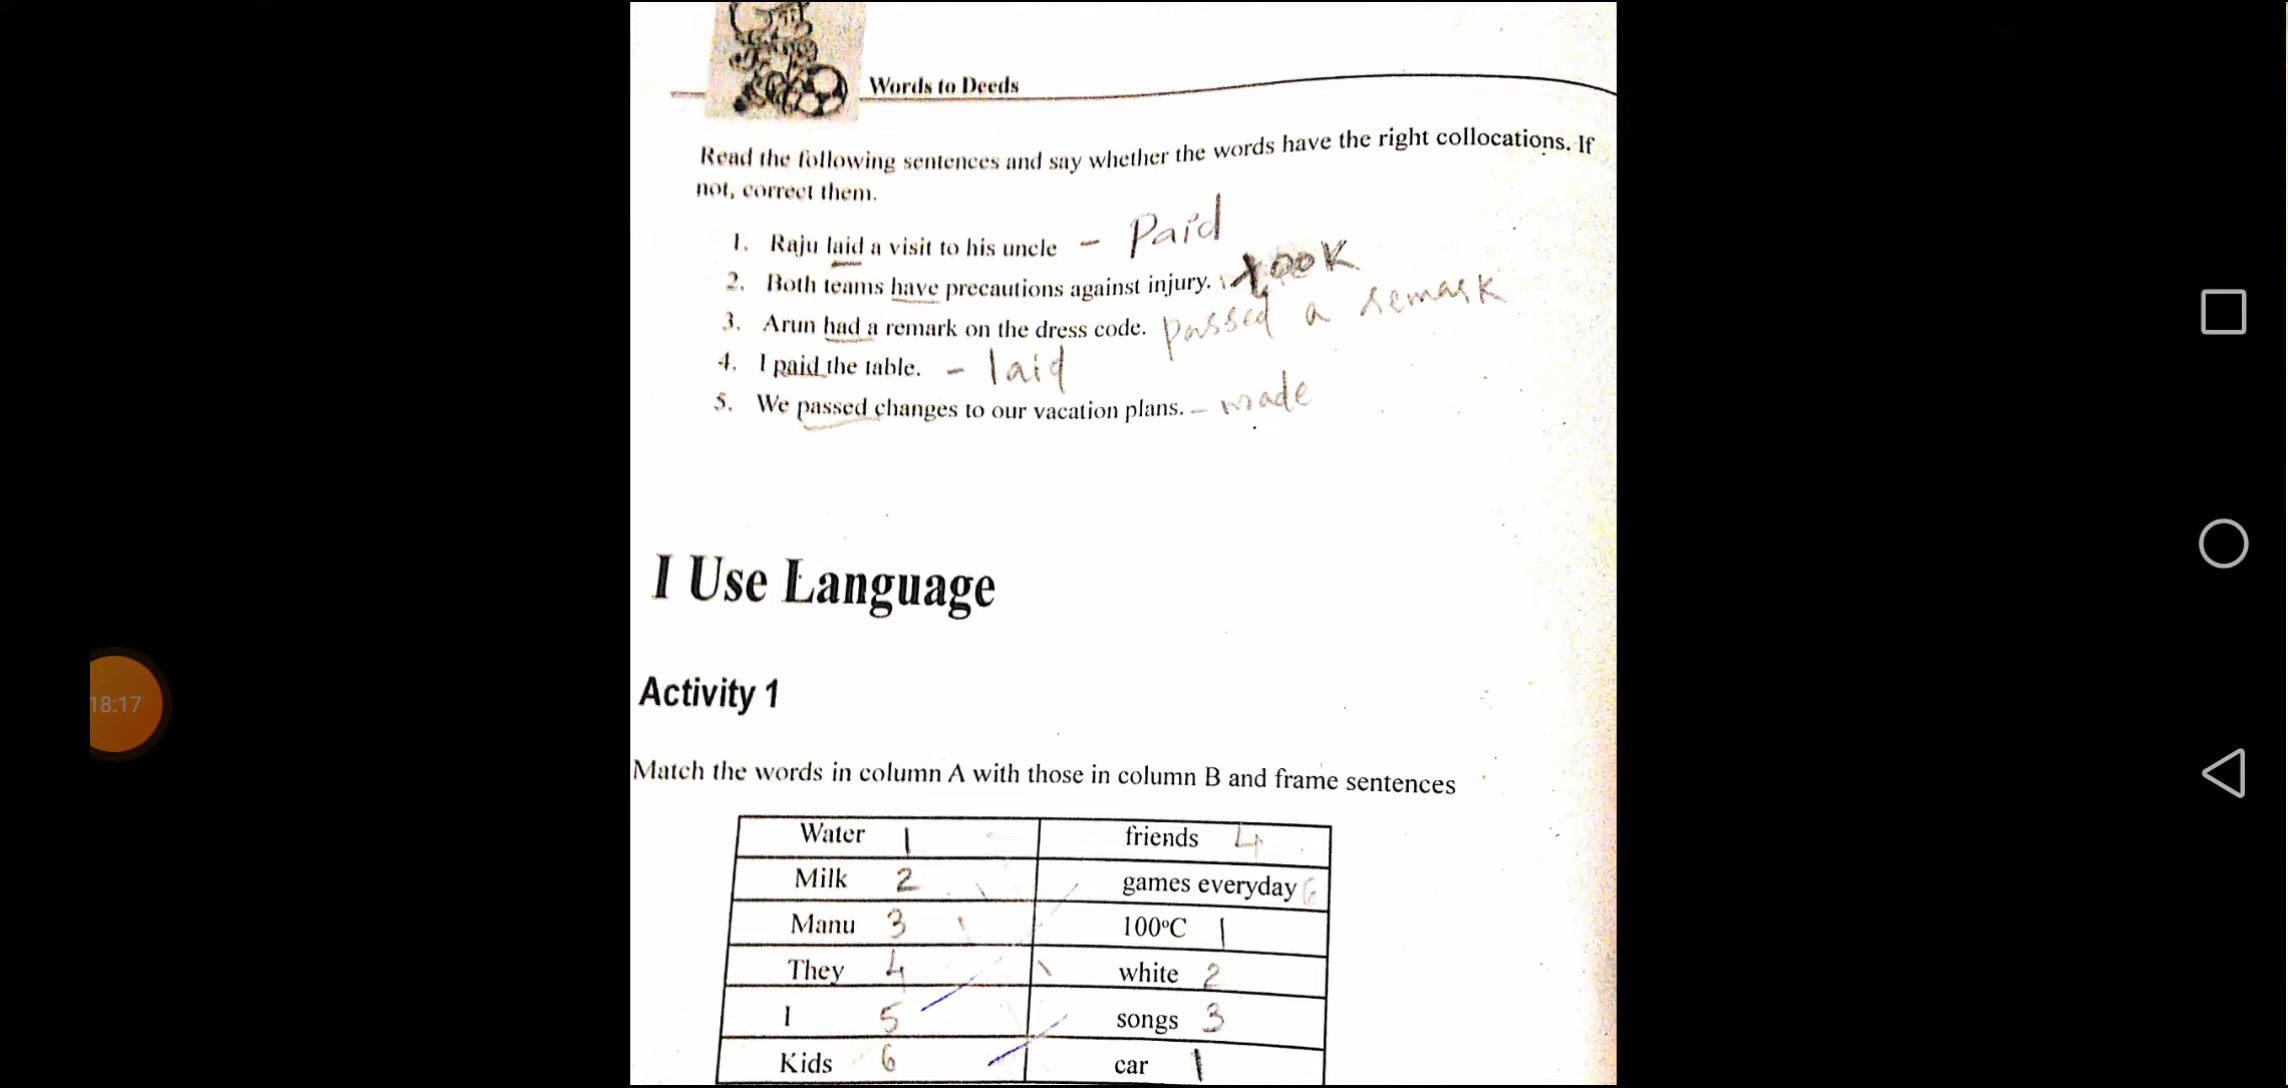 Words to Deeds
Read the following sentences and say whether the words have the right collocations. If
not, correct them.
1. Raju laid a visit to his uncle - Paid
2. Both teams have precautions against injury. took
3. Arun had a remark on the dress code. passed a remark
4. I paid the table. - laid
5. We passed changes to our vacation plans. - made
I Use Language
Activity 1
18:17
Match the words in column A with those in column B and frame sentences
Water 1 friends 4
Milk 2 games everyday 6
Manu 3 100ºC 1
They 4 white 2
I 5 songs 3
Kids 6 car 1